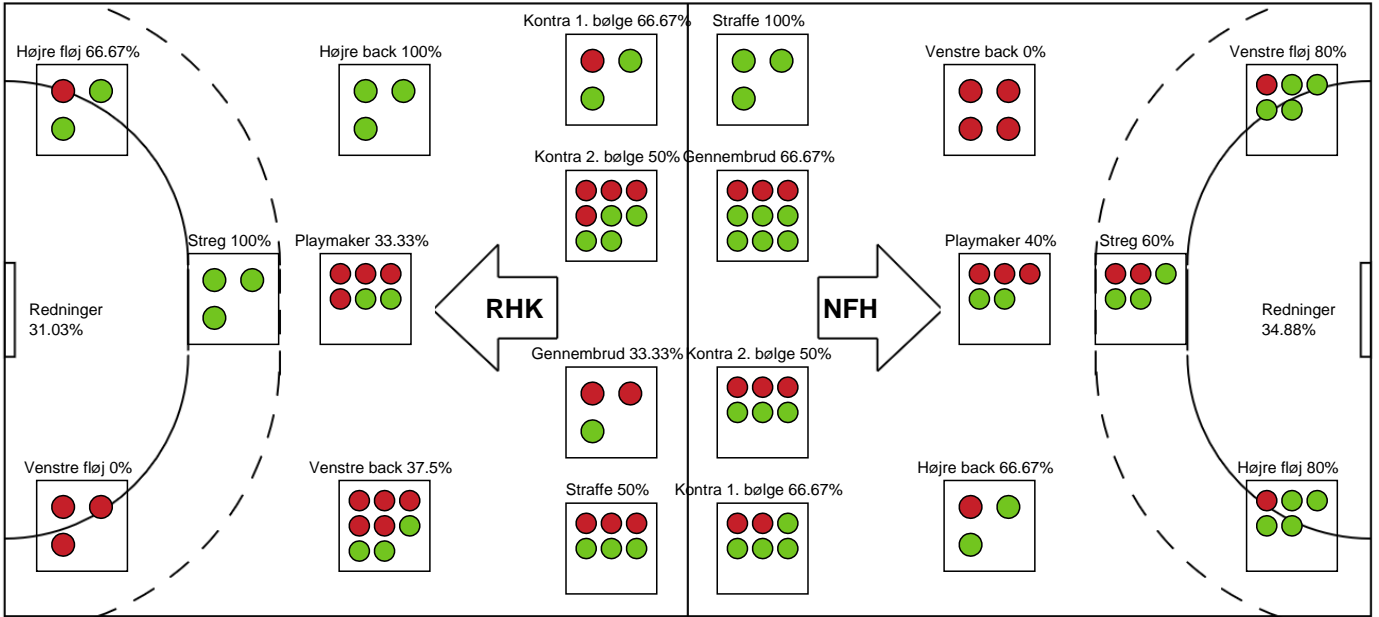 Kontra 1. bølge 66.67%
Straffe 100%
Højre fløj 66.67%
Højre back 100%
Venstre back 0%
Venstre fløj 80%
Kontra 2. bølge 50%
Gennembrud 66.67%
Streg 100%
Playmaker 33.33%
Playmaker 40%
Streg 60%
Redninger
31.03%
RHK
NFH
Redninger
34.88%
Gennembrud 33.33%
Kontra 2. bølge 50%
Venstre fløj 0%
Venstre back 37.5%
Højre back 66.67%
Højre fløj 80%
Straffe 50%
Kontra 1. bølge 66.67%